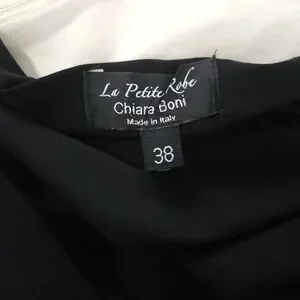 La Petite Robe
Chiara Boni
Made in Italy
38